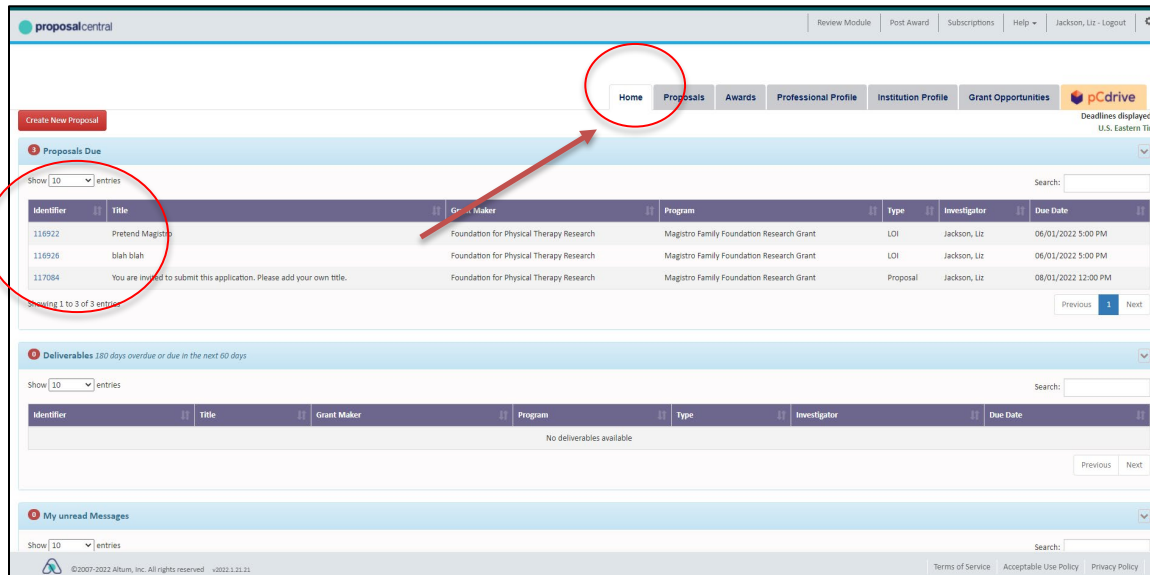 proposalcentral
Review Module Post Award Subscriptions Help Jackson, Liz - Logout
Home Proposals Awards Professional Profile Institution Profile Grant Opportunities pCdrive
Create New Proposal
Deadlines displayed
U.S. Eastern Ti
3 Proposals Due
Show 10 entries
Search:
Identifier Title Grant Maker Program Type Investigator Due Date
116922 Pretend Magistro Foundation for Physical Therapy Research Magistro Family Foundation Research Grant LOI Jackson, Liz 06/01/2022 5:00 PM
116926 blah blah Foundation for Physical Therapy Research Magistro Family Foundation Research Grant LOI Jackson, Liz 06/01/2022 5:00 PM
117084 You are invited to submit this application. Please add your own title. Foundation for Physical Therapy Research Magistro Family Foundation Research Grant Proposal Jackson, Liz 08/01/2022 12:00 PM
Showing 1 to 3 of 3 entries
Previous 1 Next
0 Deliverables 180 days overdue or due in the next 60 days
Show 10 entries
Search:
Identifier Title Grant Maker Program Type Investigator Due Date
No deliverables available
Previous Next
0 My unread Messages
Show 10 entries
Search:
©2007-2022 Altum, Inc. All rights reserved v2022.1.21.21
Terms of Service Acceptable Use Policy Privacy Policy